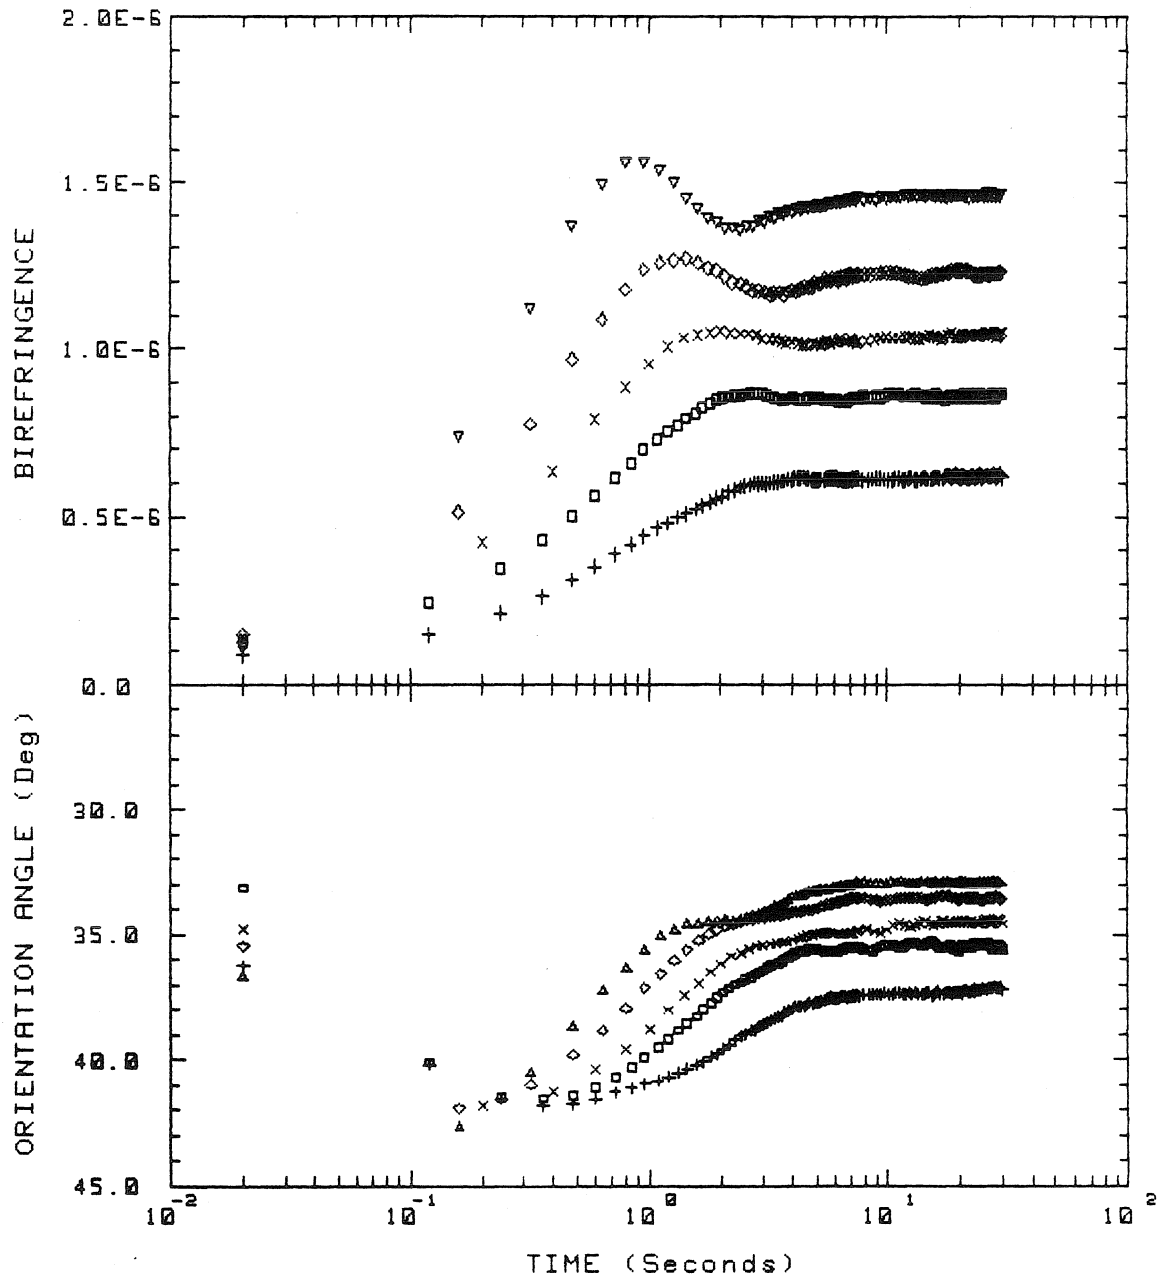 2.0E-6
1.5E-6
1.0E-6
0.5E-6
0.0
BIREFRINGENCE
30.0
35.0
40.0
45.0
ORIENTATION ANGLE (Deg)
10-2
10-1
10 0
10 1
10 2
TIME (Seconds)